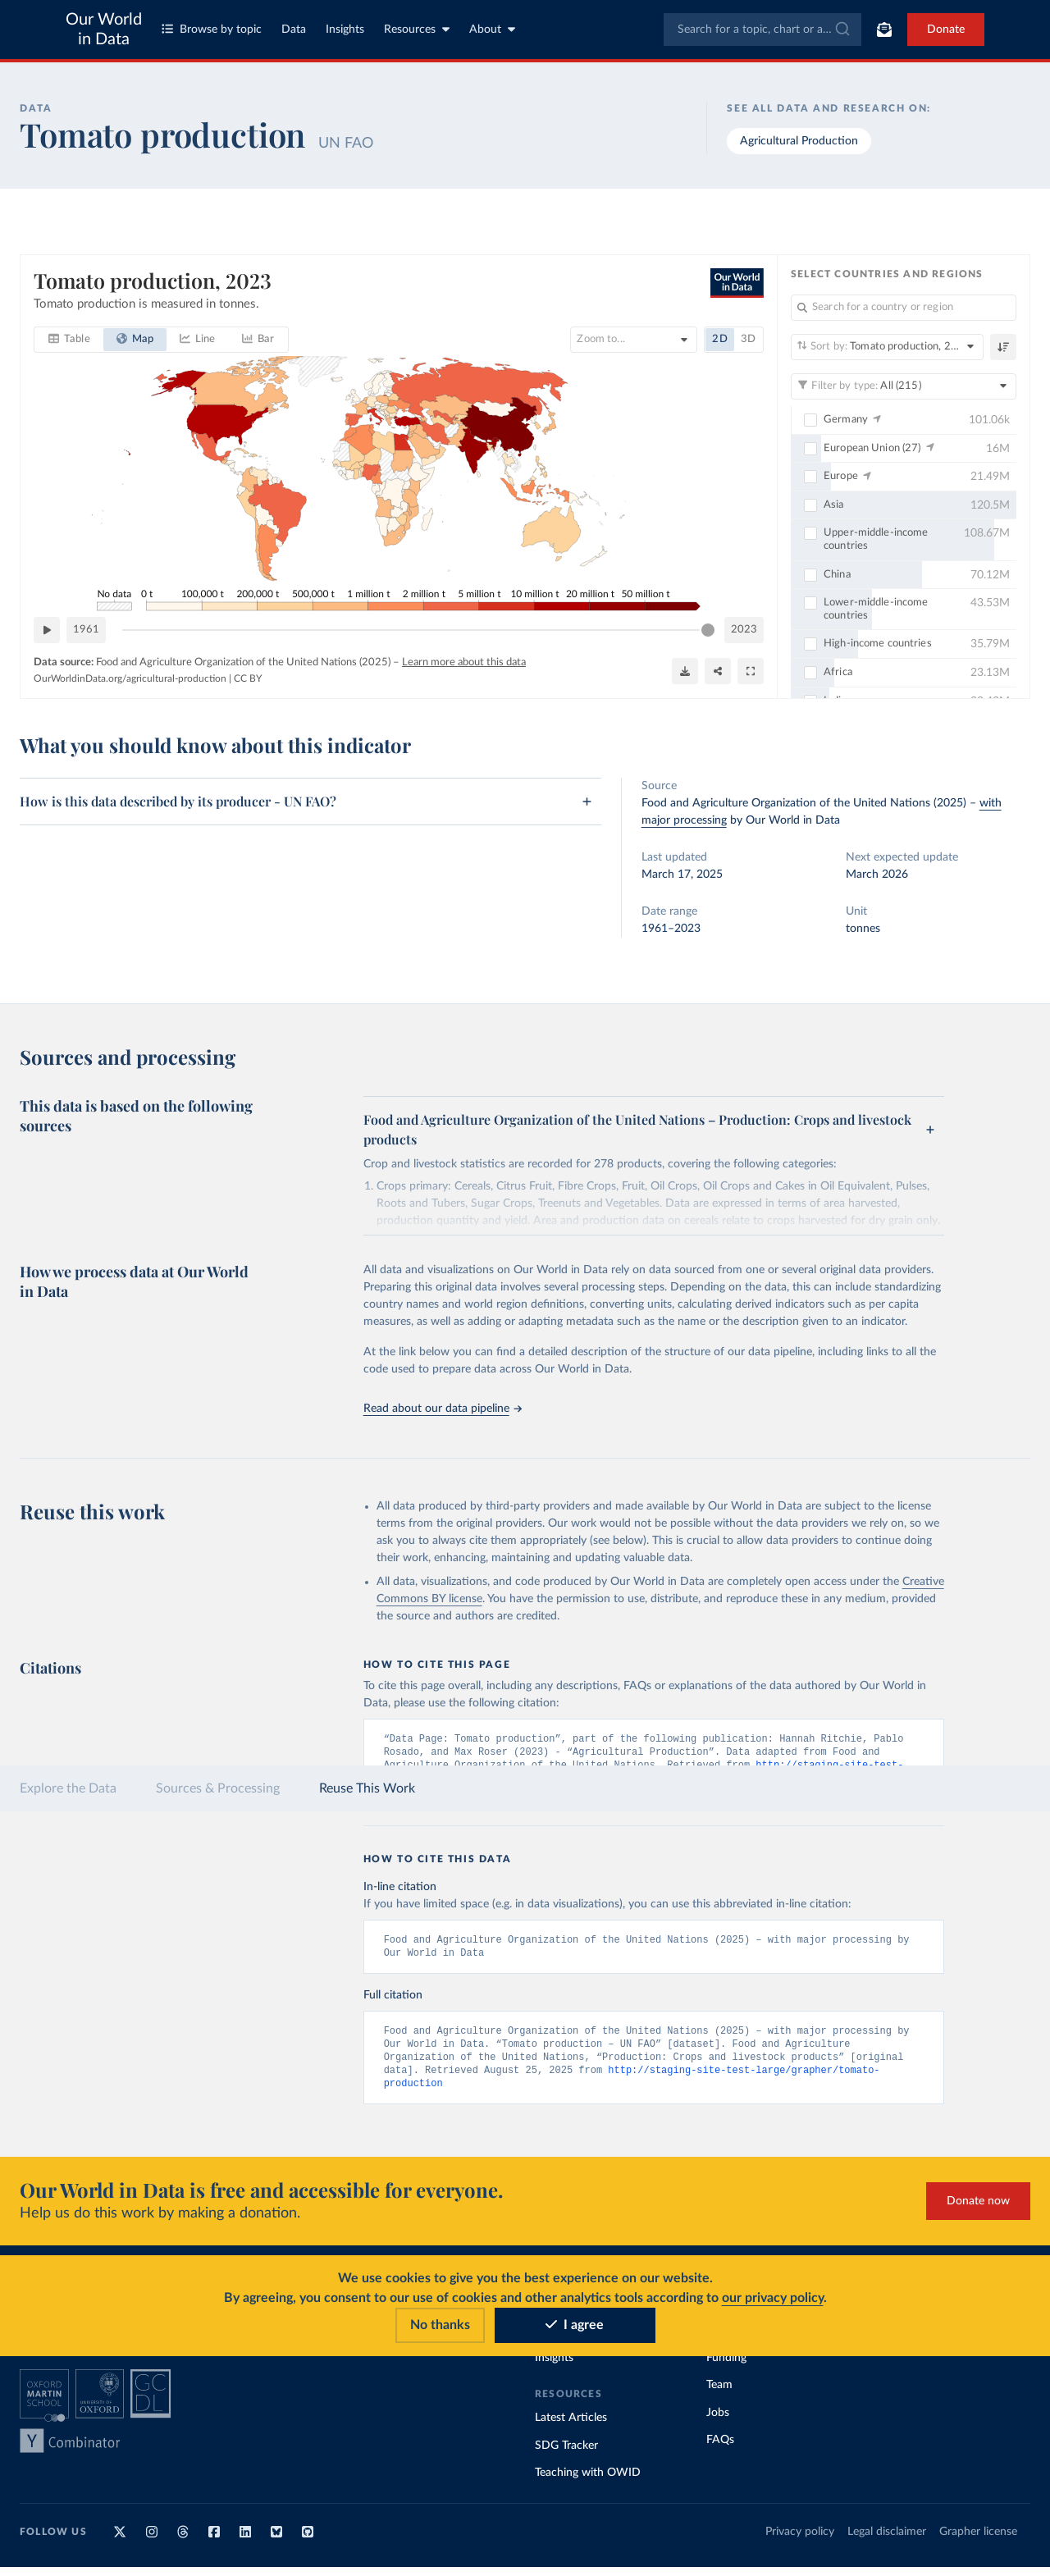 Our World
in Data
Browse by topic
Data
Insights
Resources
About
Search for a topic, chart or a...
Donate
DATA
Tomato production UN FAO
SEE ALL DATA AND RESEARCH ON:
Agricultural Production
Tomato production, 2023
Tomato production is measured in tonnes.
Our World
in Data
Table
Map
Line
Bar
Zoom to...
2D
3D
No data
0 t
100,000 t
200,000 t
500,000 t
1 million t
2 million t
5 million t
10 million t
20 million t
50 million t
1961
2023
Data source: Food and Agriculture Organization of the United Nations (2025) – Learn more about this data
OurWorldinData.org/agricultural-production | CC BY
SELECT COUNTRIES AND REGIONS
Search for a country or region
Sort by: Tomato production, 2...
Filter by type: All (215)
Germany 101.06k
European Union (27) 16M
Europe 21.49M
Asia 120.5M
Upper-middle-income
countries 108.67M
China 70.12M
Lower-middle-income
countries 43.53M
High-income countries 35.79M
Africa 23.13M
What you should know about this indicator
How is this data described by its producer - UN FAO?
Source
Food and Agriculture Organization of the United Nations (2025) – with
major processing by Our World in Data
Last updated
March 17, 2025
Next expected update
March 2026
Date range
1961–2023
Unit
tonnes
Sources and processing
This data is based on the following
sources
Food and Agriculture Organization of the United Nations – Production: Crops and livestock
products
Crop and livestock statistics are recorded for 278 products, covering the following categories:
1. Crops primary: Cereals, Citrus Fruit, Fibre Crops, Fruit, Oil Crops, Oil Crops and Cakes in Oil Equivalent, Pulses,
Roots and Tubers, Sugar Crops, Treenuts and Vegetables. Data are expressed in terms of area harvested,
production quantity and yield. Area and production data on cereals relate to crops harvested for dry grain only.
How we process data at Our World
in Data
All data and visualizations on Our World in Data rely on data sourced from one or several original data providers.
Preparing this original data involves several processing steps. Depending on the data, this can include standardizing
country names and world region definitions, converting units, calculating derived indicators such as per capita
measures, as well as adding or adapting metadata such as the name or the description given to an indicator.
At the link below you can find a detailed description of the structure of our data pipeline, including links to all the
code used to prepare data across Our World in Data.
Read about our data pipeline
Reuse this work
• All data produced by third-party providers and made available by Our World in Data are subject to the license
terms from the original providers. Our work would not be possible without the data providers we rely on, so we
ask you to always cite them appropriately (see below). This is crucial to allow data providers to continue doing
their work, enhancing, maintaining and updating valuable data.
• All data, visualizations, and code produced by Our World in Data are completely open access under the Creative
Commons BY license. You have the permission to use, distribute, and reproduce these in any medium, provided
the source and authors are credited.
Citations
HOW TO CITE THIS PAGE
To cite this page overall, including any descriptions, FAQs or explanations of the data authored by Our World in
Data, please use the following citation:
“Data Page: Tomato production”, part of the following publication: Hannah Ritchie, Pablo
Rosado, and Max Roser (2023) - “Agricultural Production”. Data adapted from Food and
Agriculture Organization of the United Nations. Retrieved from http://staging-site-test-
Explore the Data
Sources & Processing
Reuse This Work
HOW TO CITE THIS DATA
In-line citation
If you have limited space (e.g. in data visualizations), you can use this abbreviated in-line citation:
Food and Agriculture Organization of the United Nations (2025) – with major processing by
Our World in Data
Full citation
Food and Agriculture Organization of the United Nations (2025) – with major processing by
Our World in Data. “Tomato production – UN FAO” [dataset]. Food and Agriculture
Organization of the United Nations, “Production: Crops and livestock products” [original
data]. Retrieved August 25, 2025 from http://staging-site-test-large/grapher/tomato-
production
Our World in Data is free and accessible for everyone.
Help us do this work by making a donation.
Donate now
We use cookies to give you the best experience on our website.
By agreeing, you consent to our use of cookies and other analytics tools according to our privacy policy.
No thanks
I agree
Insights
Funding
Team
Jobs
FAQs
RESOURCES
Latest Articles
SDG Tracker
Teaching with OWID
OXFORD
MARTIN
SCHOOL
UNIVERSITY OF
OXFORD
GC
DL
Y Combinator
FOLLOW US
Privacy policy
Legal disclaimer
Grapher license